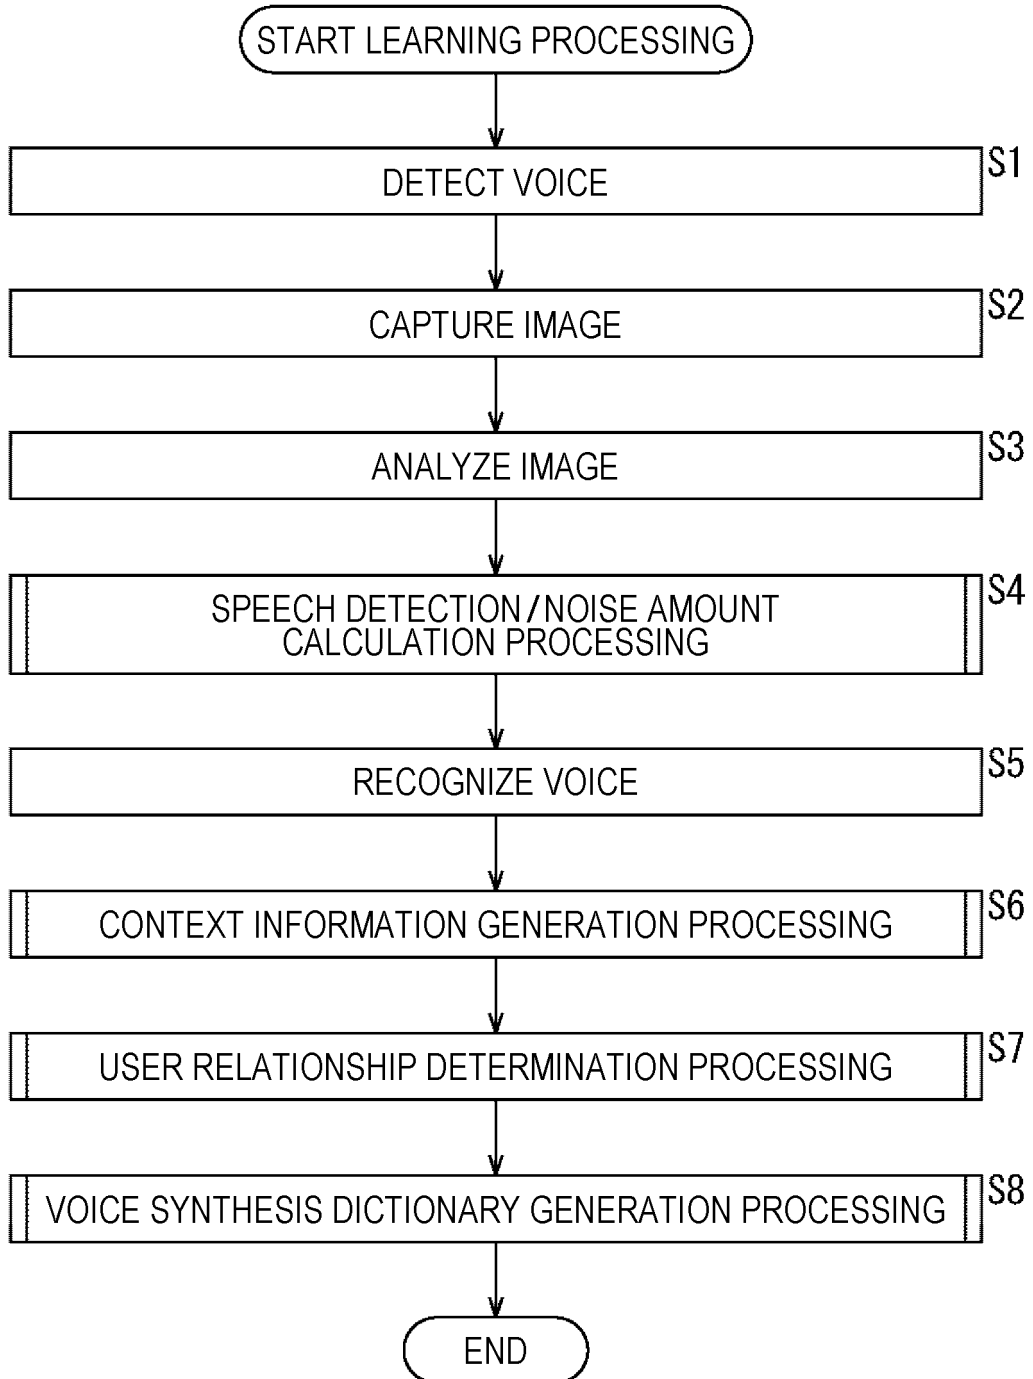 START LEARNING PROCESSING
DETECT VOICE
S1
CAPTURE IMAGE
S2
ANALYZE IMAGE
S3
SPEECH DETECTION/NOISE AMOUNT
CALCULATION PROCESSING
S4
RECOGNIZE VOICE
S5
CONTEXT INFORMATION GENERATION PROCESSING
S6
USER RELATIONSHIP DETERMINATION PROCESSING
S7
VOICE SYNTHESIS DICTIONARY GENERATION PROCESSING
S8
END